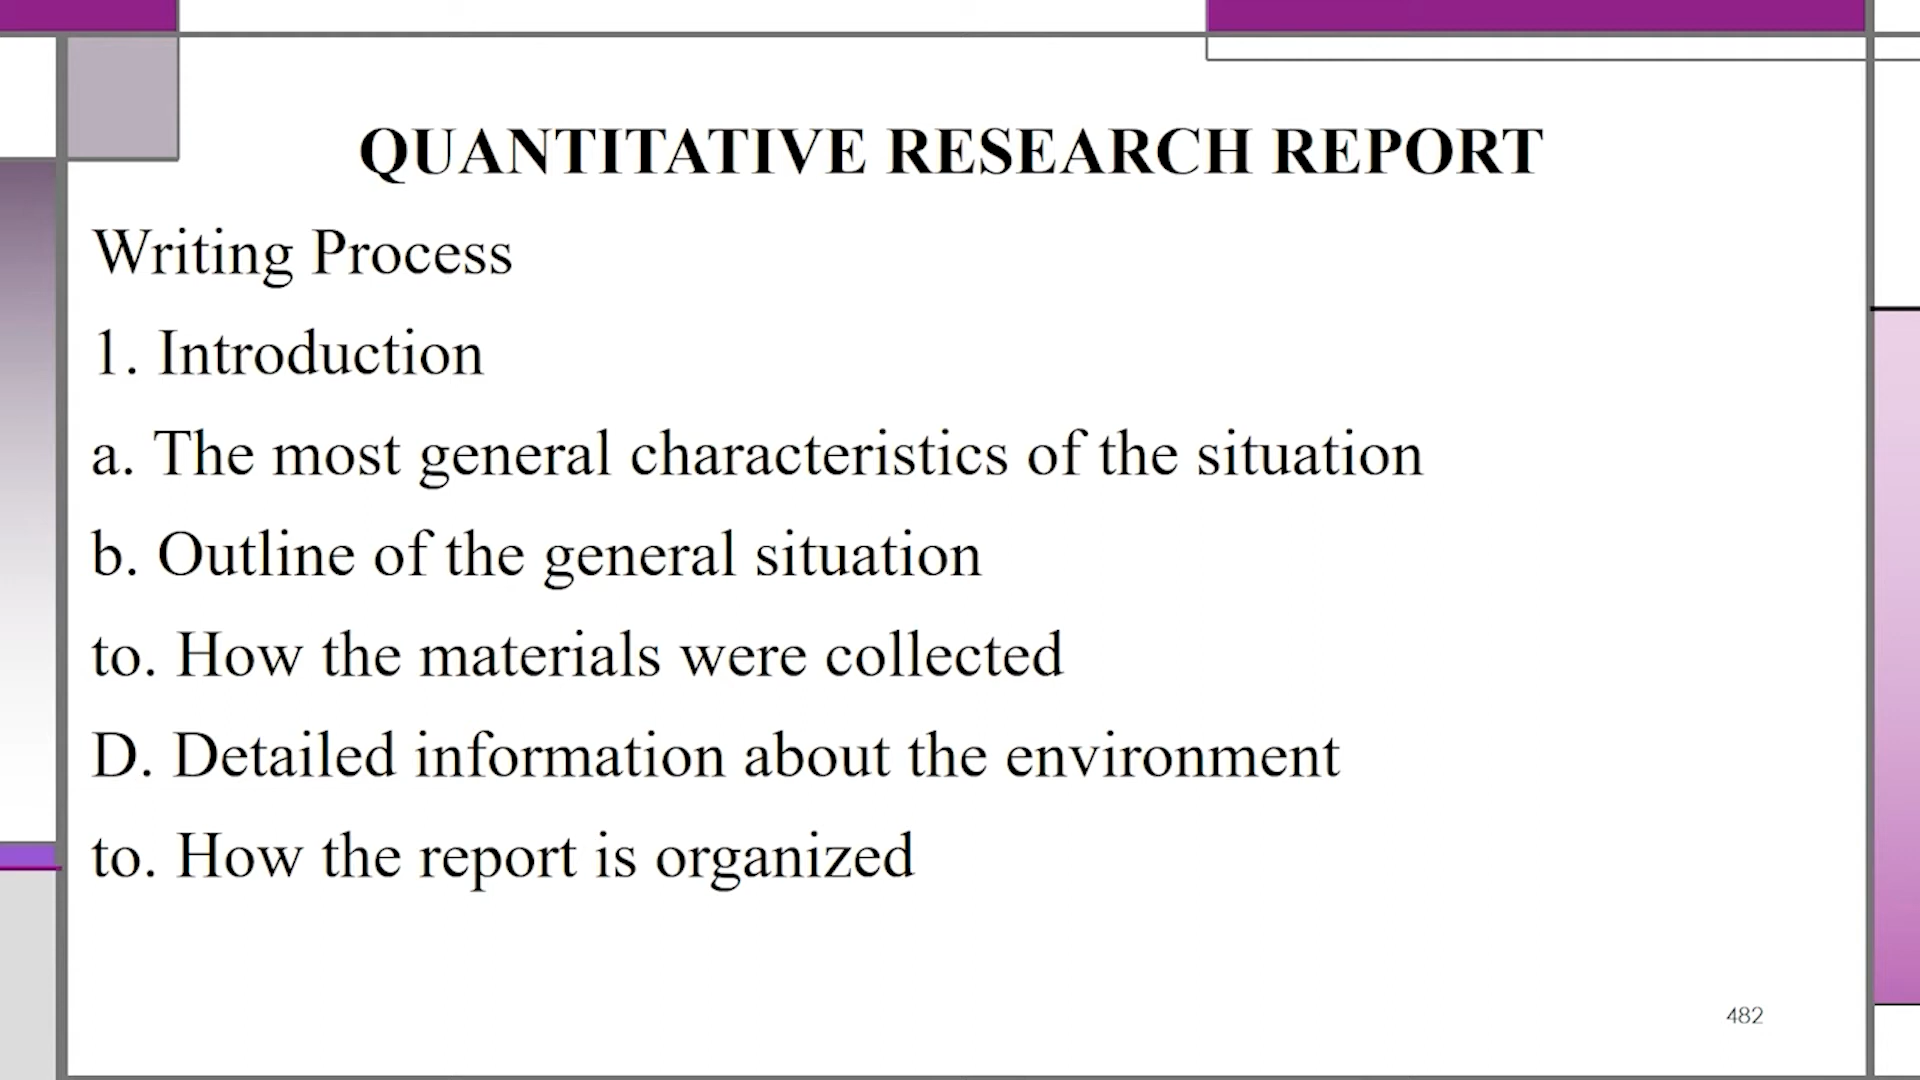 QUANTITATIVE RESEARCH REPORT
Writing Process
1. Introduction
a. The most general characteristics of the situation
b. Outline of the general situation
to. How the materials were collected
D. Detailed information about the environment
to. How the report is organized
482